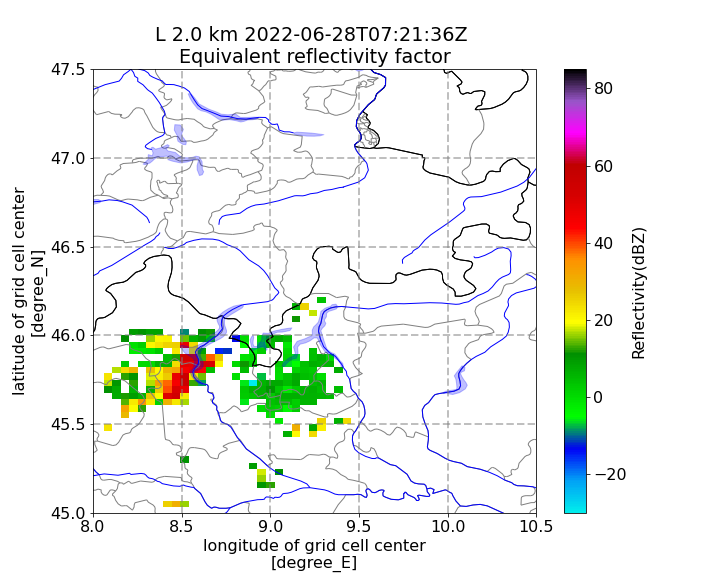 L 2.0 km 2022-06-28T07:21:36Z
Equivalent reflectivity factor
47.5
47.0
46.5
46.0
45.5
45.0
latitude of grid cell center
[degree_N]
8.0 8.5 9.0 9.5 10.0 10.5
longitude of grid cell center
[degree_E]
80
60
40
20
0
−20
Reflectivity(dBZ)